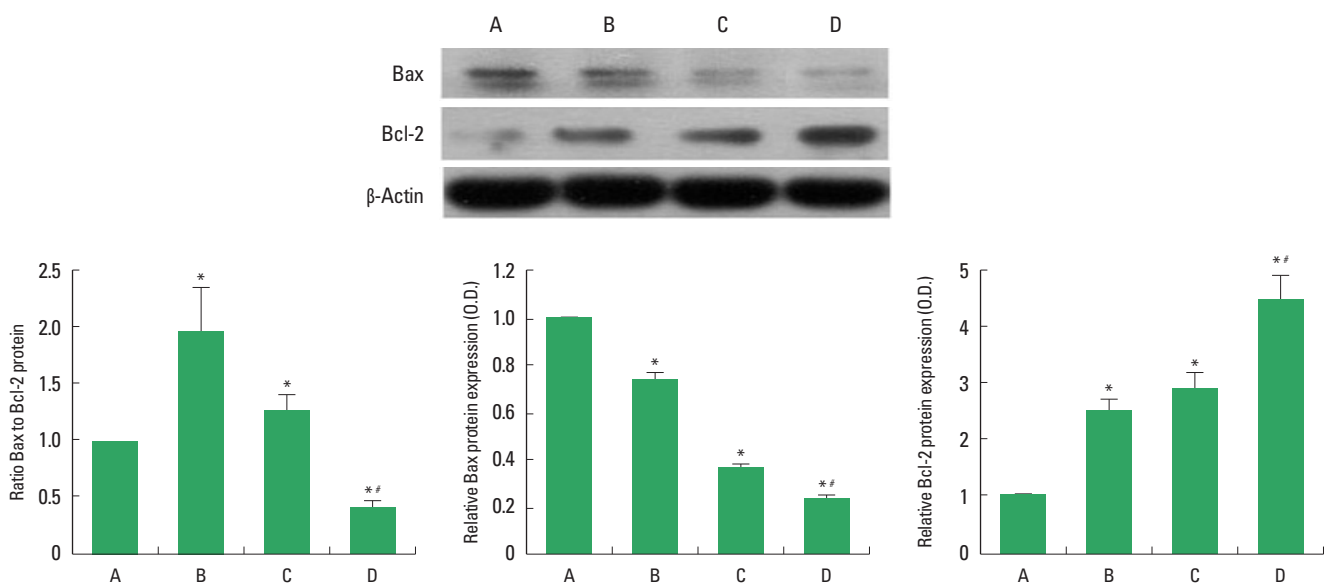 A B C D
Bax
Bcl-2
β-Actin
Ratio Bax to Bcl-2 protein
2.5
2.0
1.5
1.0
0.5
0
*
*
* #
A B C D
Relative Bax protein expression (O.D.)
1.2
1.0
0.8
0.6
0.4
0.2
0
*
*
* #
A B C D
Relative Bcl-2 protein expression (O.D.)
5
4
3
2
1
0
*
*
* #
A B C D